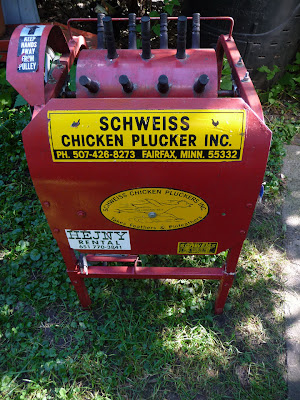 KEEP
HANDS
AWAY
FROM
PULLEY
SCHWEISS
CHICKEN PLUCKER INC.
PH. 507-426-8273 FAIRFAX, MINN. 55332
SCHWEISS CHICKEN PLUCKERS INC.
HEJNY
RENTAL